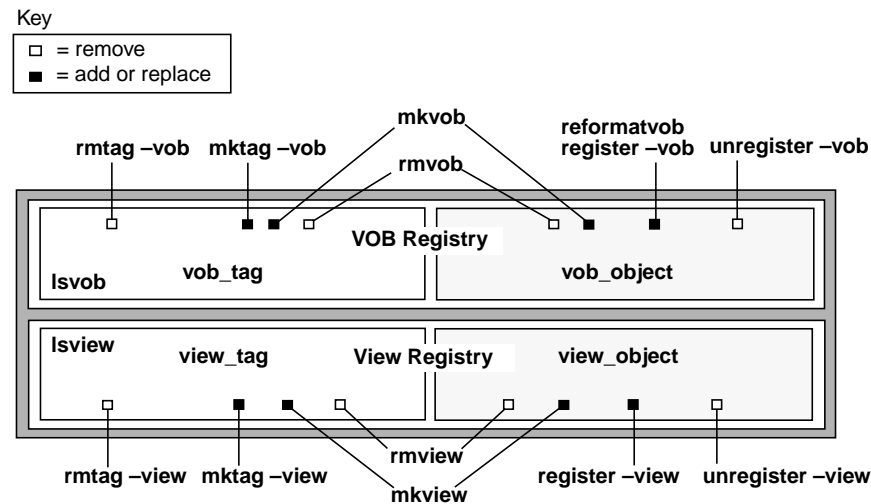 Key
= remove
= add or replace
mkvob
reformatvob
rmtag –vob mktag –vob register –vob unregister –vob
rmvob
VOB Registry
vob_tag vob_object
lsvob
lsview
view_tag View Registry view_object
rmview
rmtag –view mktag –view register –view unregister –view
mkview